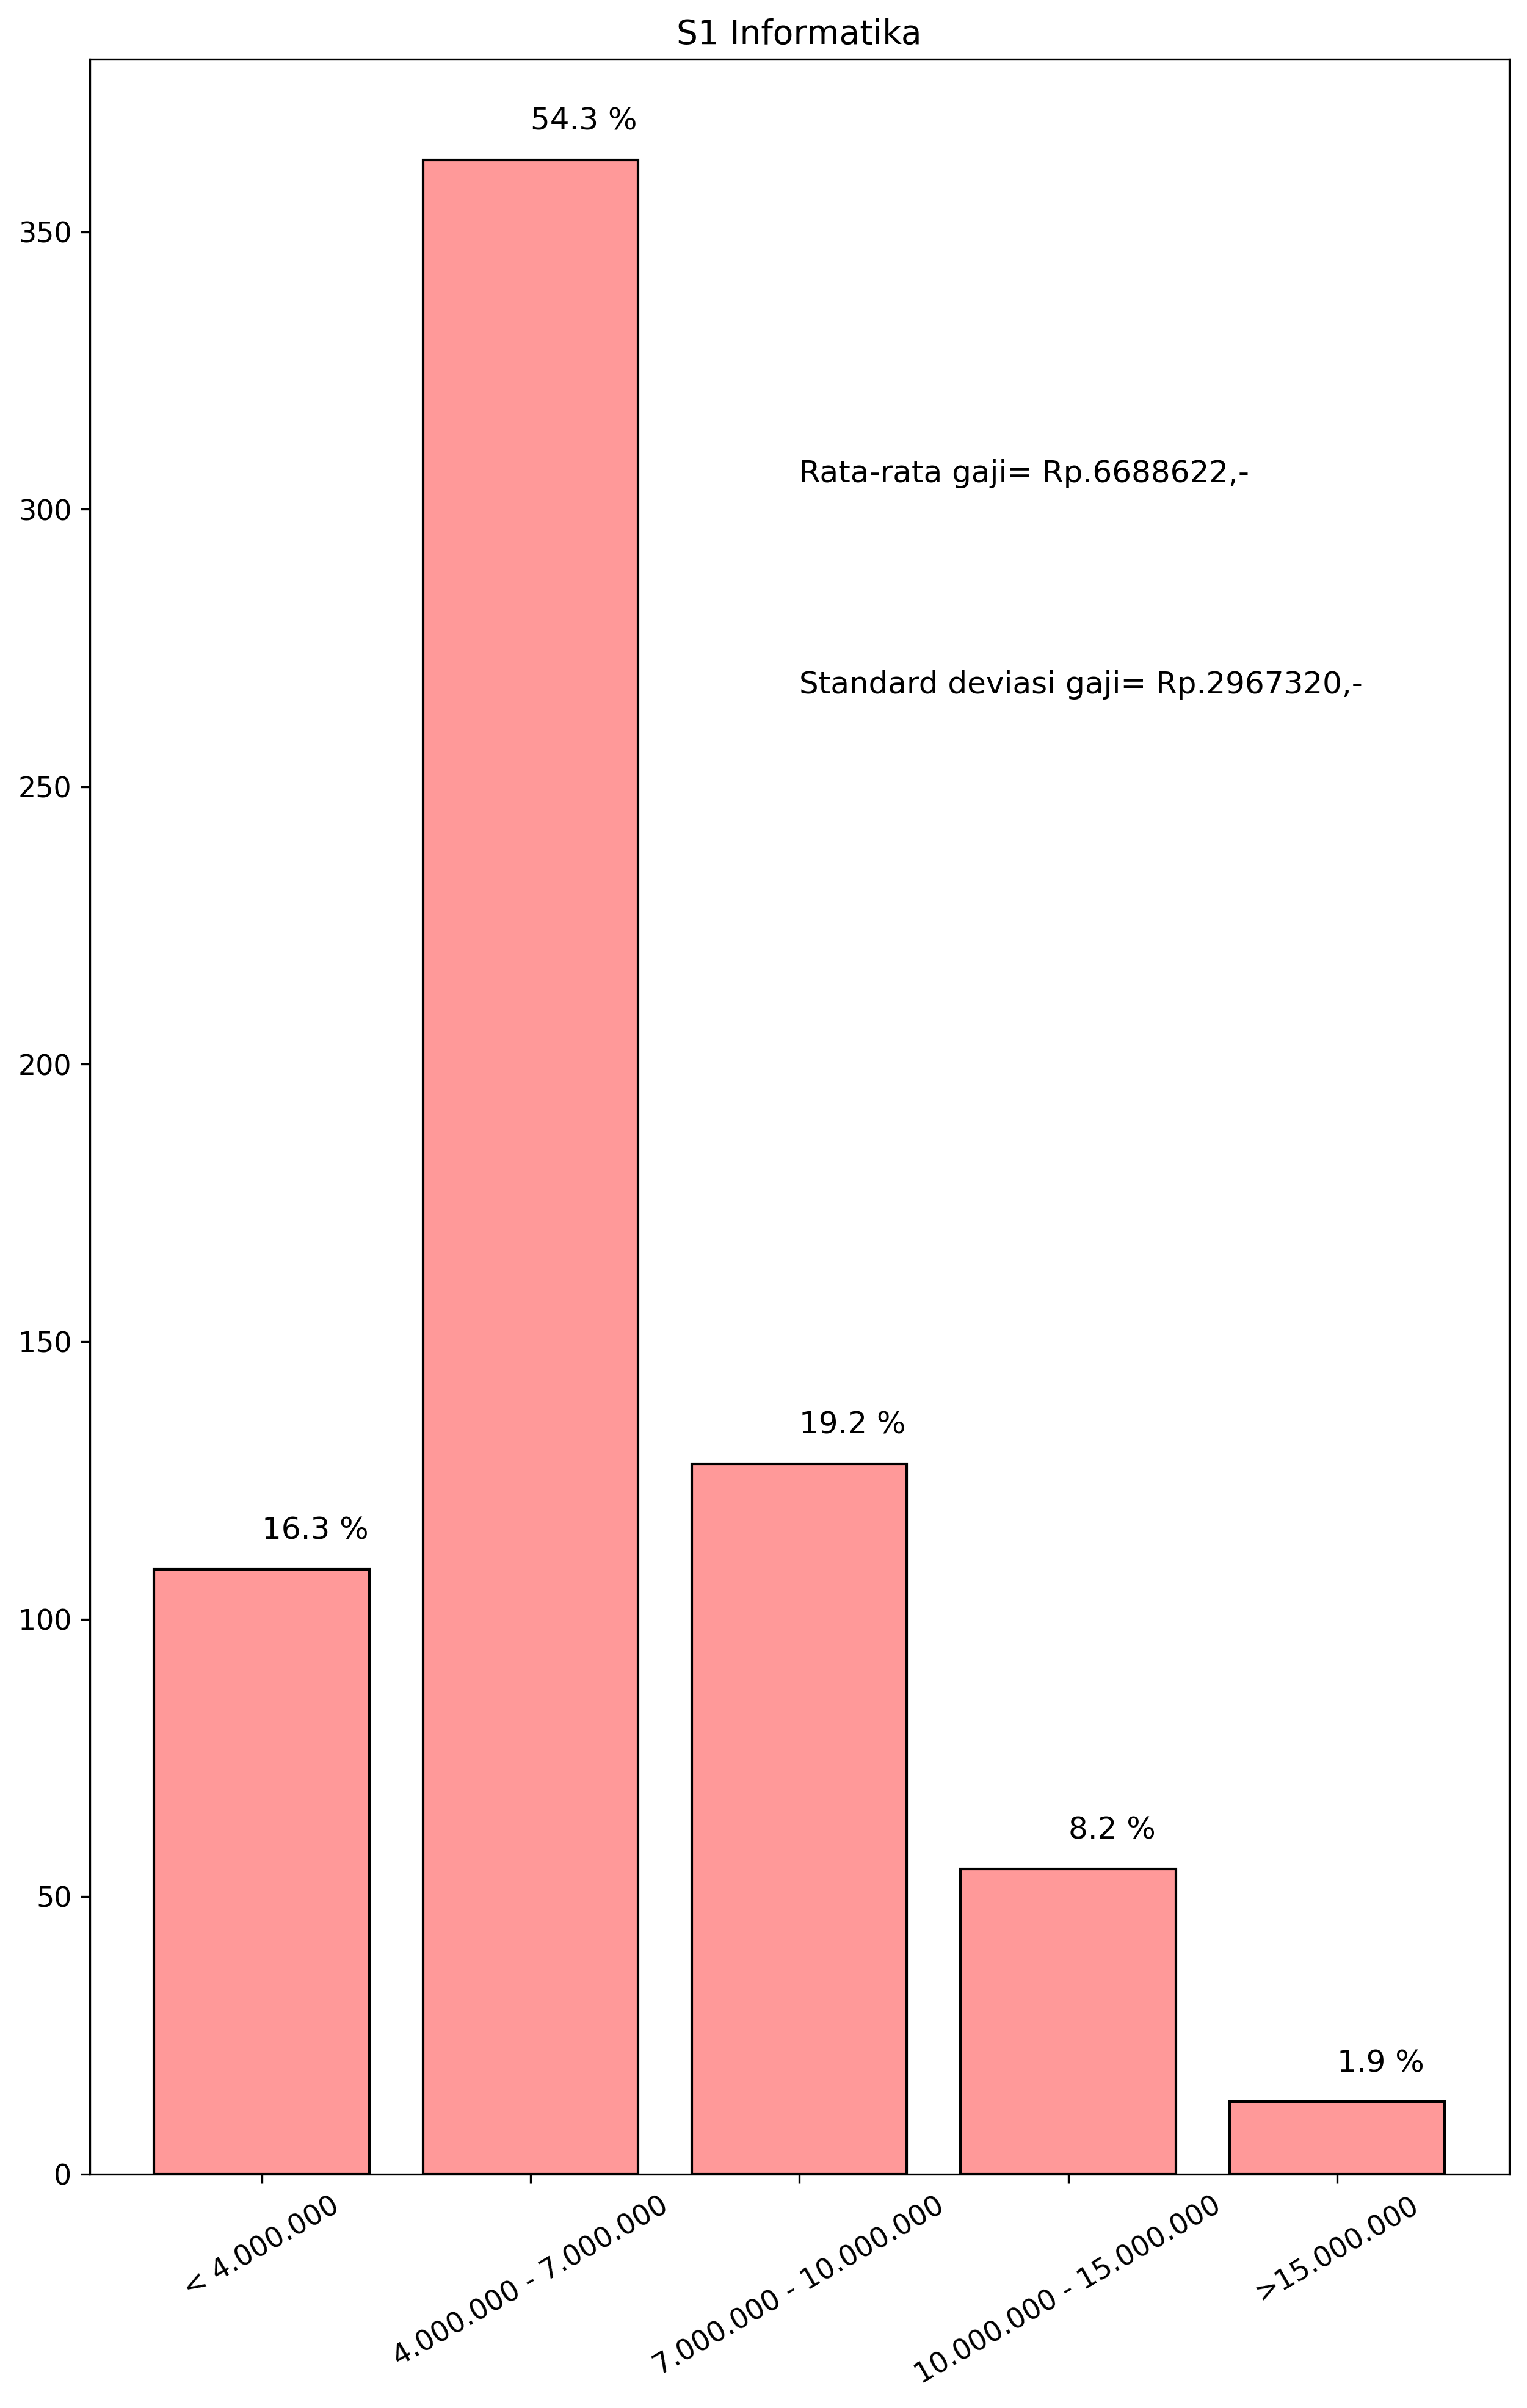 S1 Informatika
54.3 %
350
Rata-rata gaji= Rp.6688622,-
300
Standard deviasi gaji= Rp.2967320,-
250
200
150
19.2 %
16.3 %
100
8.2 %
50
1.9 %
0
< 4.000.000
4.000.000 - 7.000.000
7.000.000 - 10.000.000
10.000.000 - 15.000.000
>15.000.000